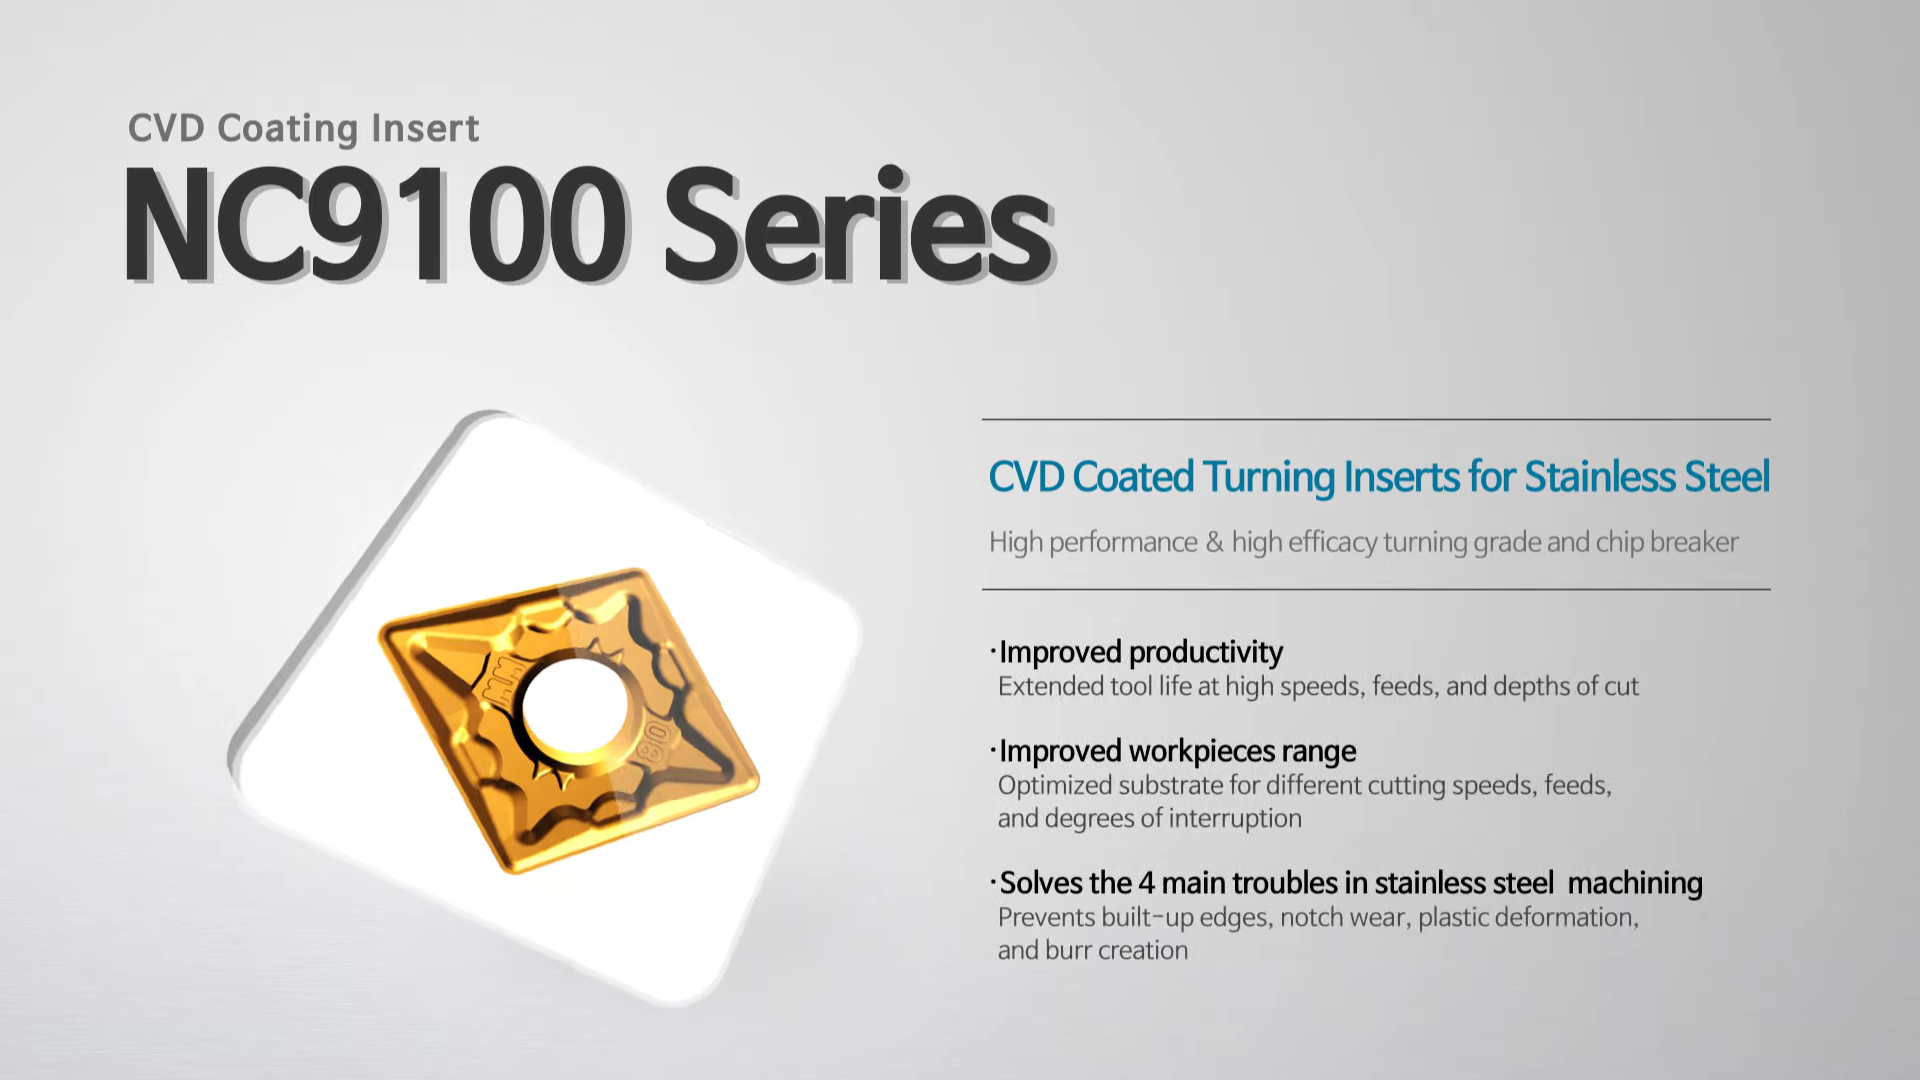 CVD Coating Insert
NC9100 Series
CVD Coated Turning Inserts for Stainless Steel
High performance & high efficacy turning grade and chip breaker
·Improved productivity
Extended tool life at high speeds, feeds, and depths of cut
·Improved workpieces range
Optimized substrate for different cutting speeds, feeds,
and degrees of interruption
·Solves the 4 main troubles in stainless steel machining
Prevents built-up edges, notch wear, plastic deformation,
and burr creation
MM
08